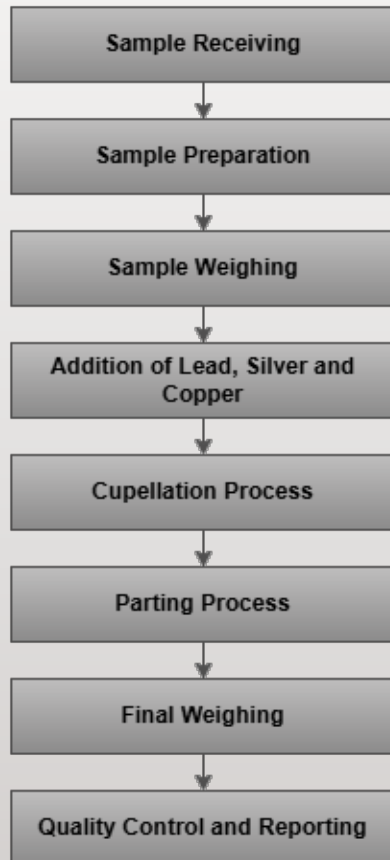 Sample Receiving
Sample Preparation
Sample Weighing
Addition of Lead, Silver and
Copper
Cupellation Process
Parting Process
Final Weighing
Quality Control and Reporting